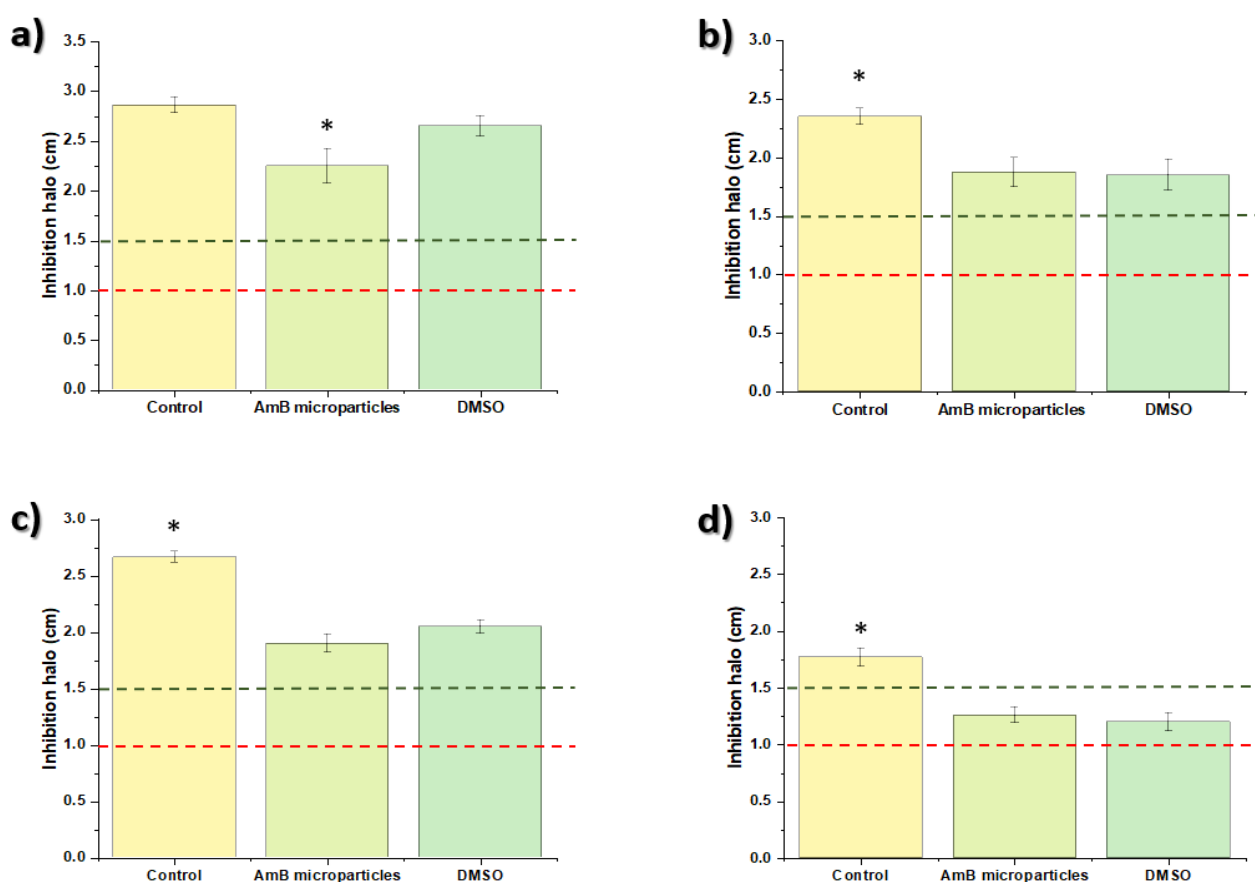 a)
Inhibition halo (cm)
3.5
3.0
2.5
2.0
1.5
1.0
0.5
0.0
*
Control
AmB microparticles
DMSO
b)
Inhibition halo (cm)
3.0
2.5
2.0
1.5
1.0
0.5
0.0
*
Control
AmB microparticles
DMSO
c)
Inhibition halo (cm)
3.0
2.5
2.0
1.5
1.0
0.5
0.0
*
Control
AmB microparticles
DMSO
d)
Inhibition halo (cm)
3.0
2.5
2.0
1.5
1.0
0.5
0.0
*
Control
AmB microparticles
DMSO